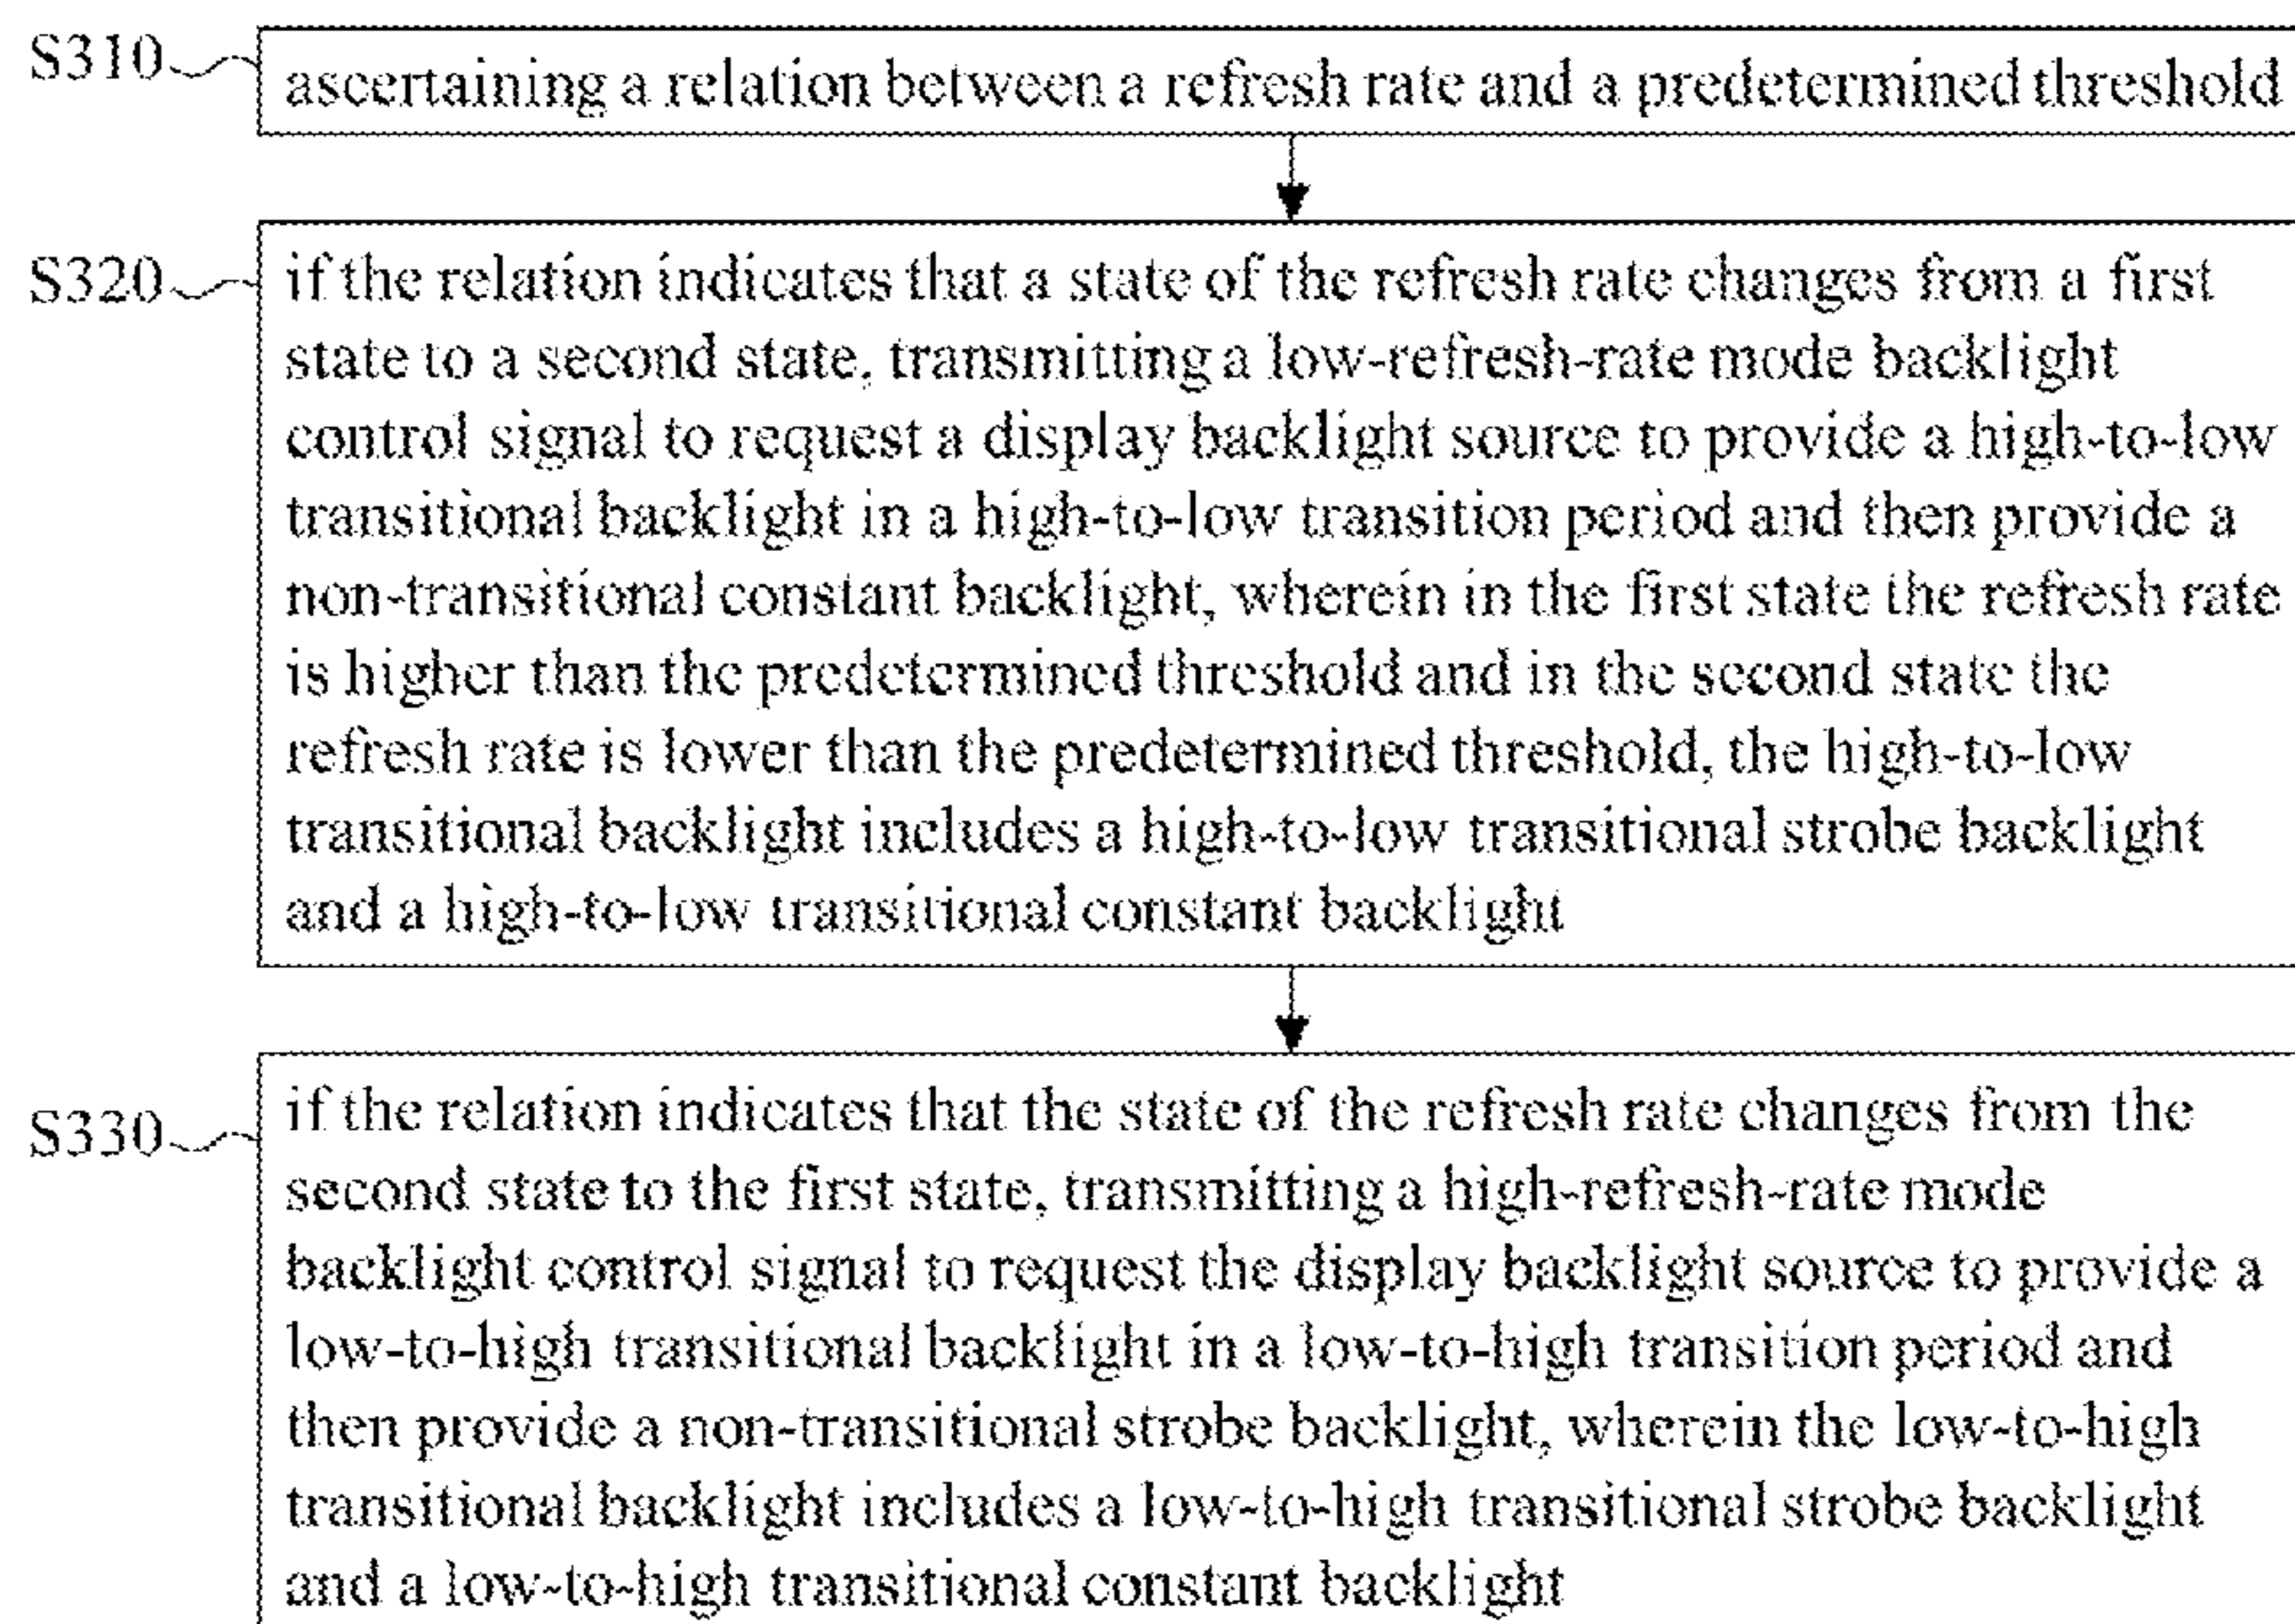 S310
ascertaining a relation between a refresh rate and a predetermined threshold
S320
if the relation indicates that a state of the refresh rate changes from a first
state to a second state, transmitting a low-refresh-rate mode backlight
control signal to request a display backlight source to provide a high-to-low
transitional backlight in a high-to-low transition period and then provide a
non-transitional constant backlight, wherein in the first state the refresh rate
is higher than the predetermined threshold and in the second state the
refresh rate is lower than the predetermined threshold, the high-to-low
transitional backlight includes a high-to-low transitional strobe backlight
and a high-to-low transitional constant backlight
S330
if the relation indicates that the state of the refresh rate changes from the
second state to the first state, transmitting a high-refresh-rate mode
backlight control signal to request the display backlight source to provide a
low-to-high transitional backlight in a low-to-high transition period and
then provide a non-transitional strobe backlight, wherein the low-to-high
transitional backlight includes a low-to-high transitional strobe backlight
and a low-to-high transitional constant backlight